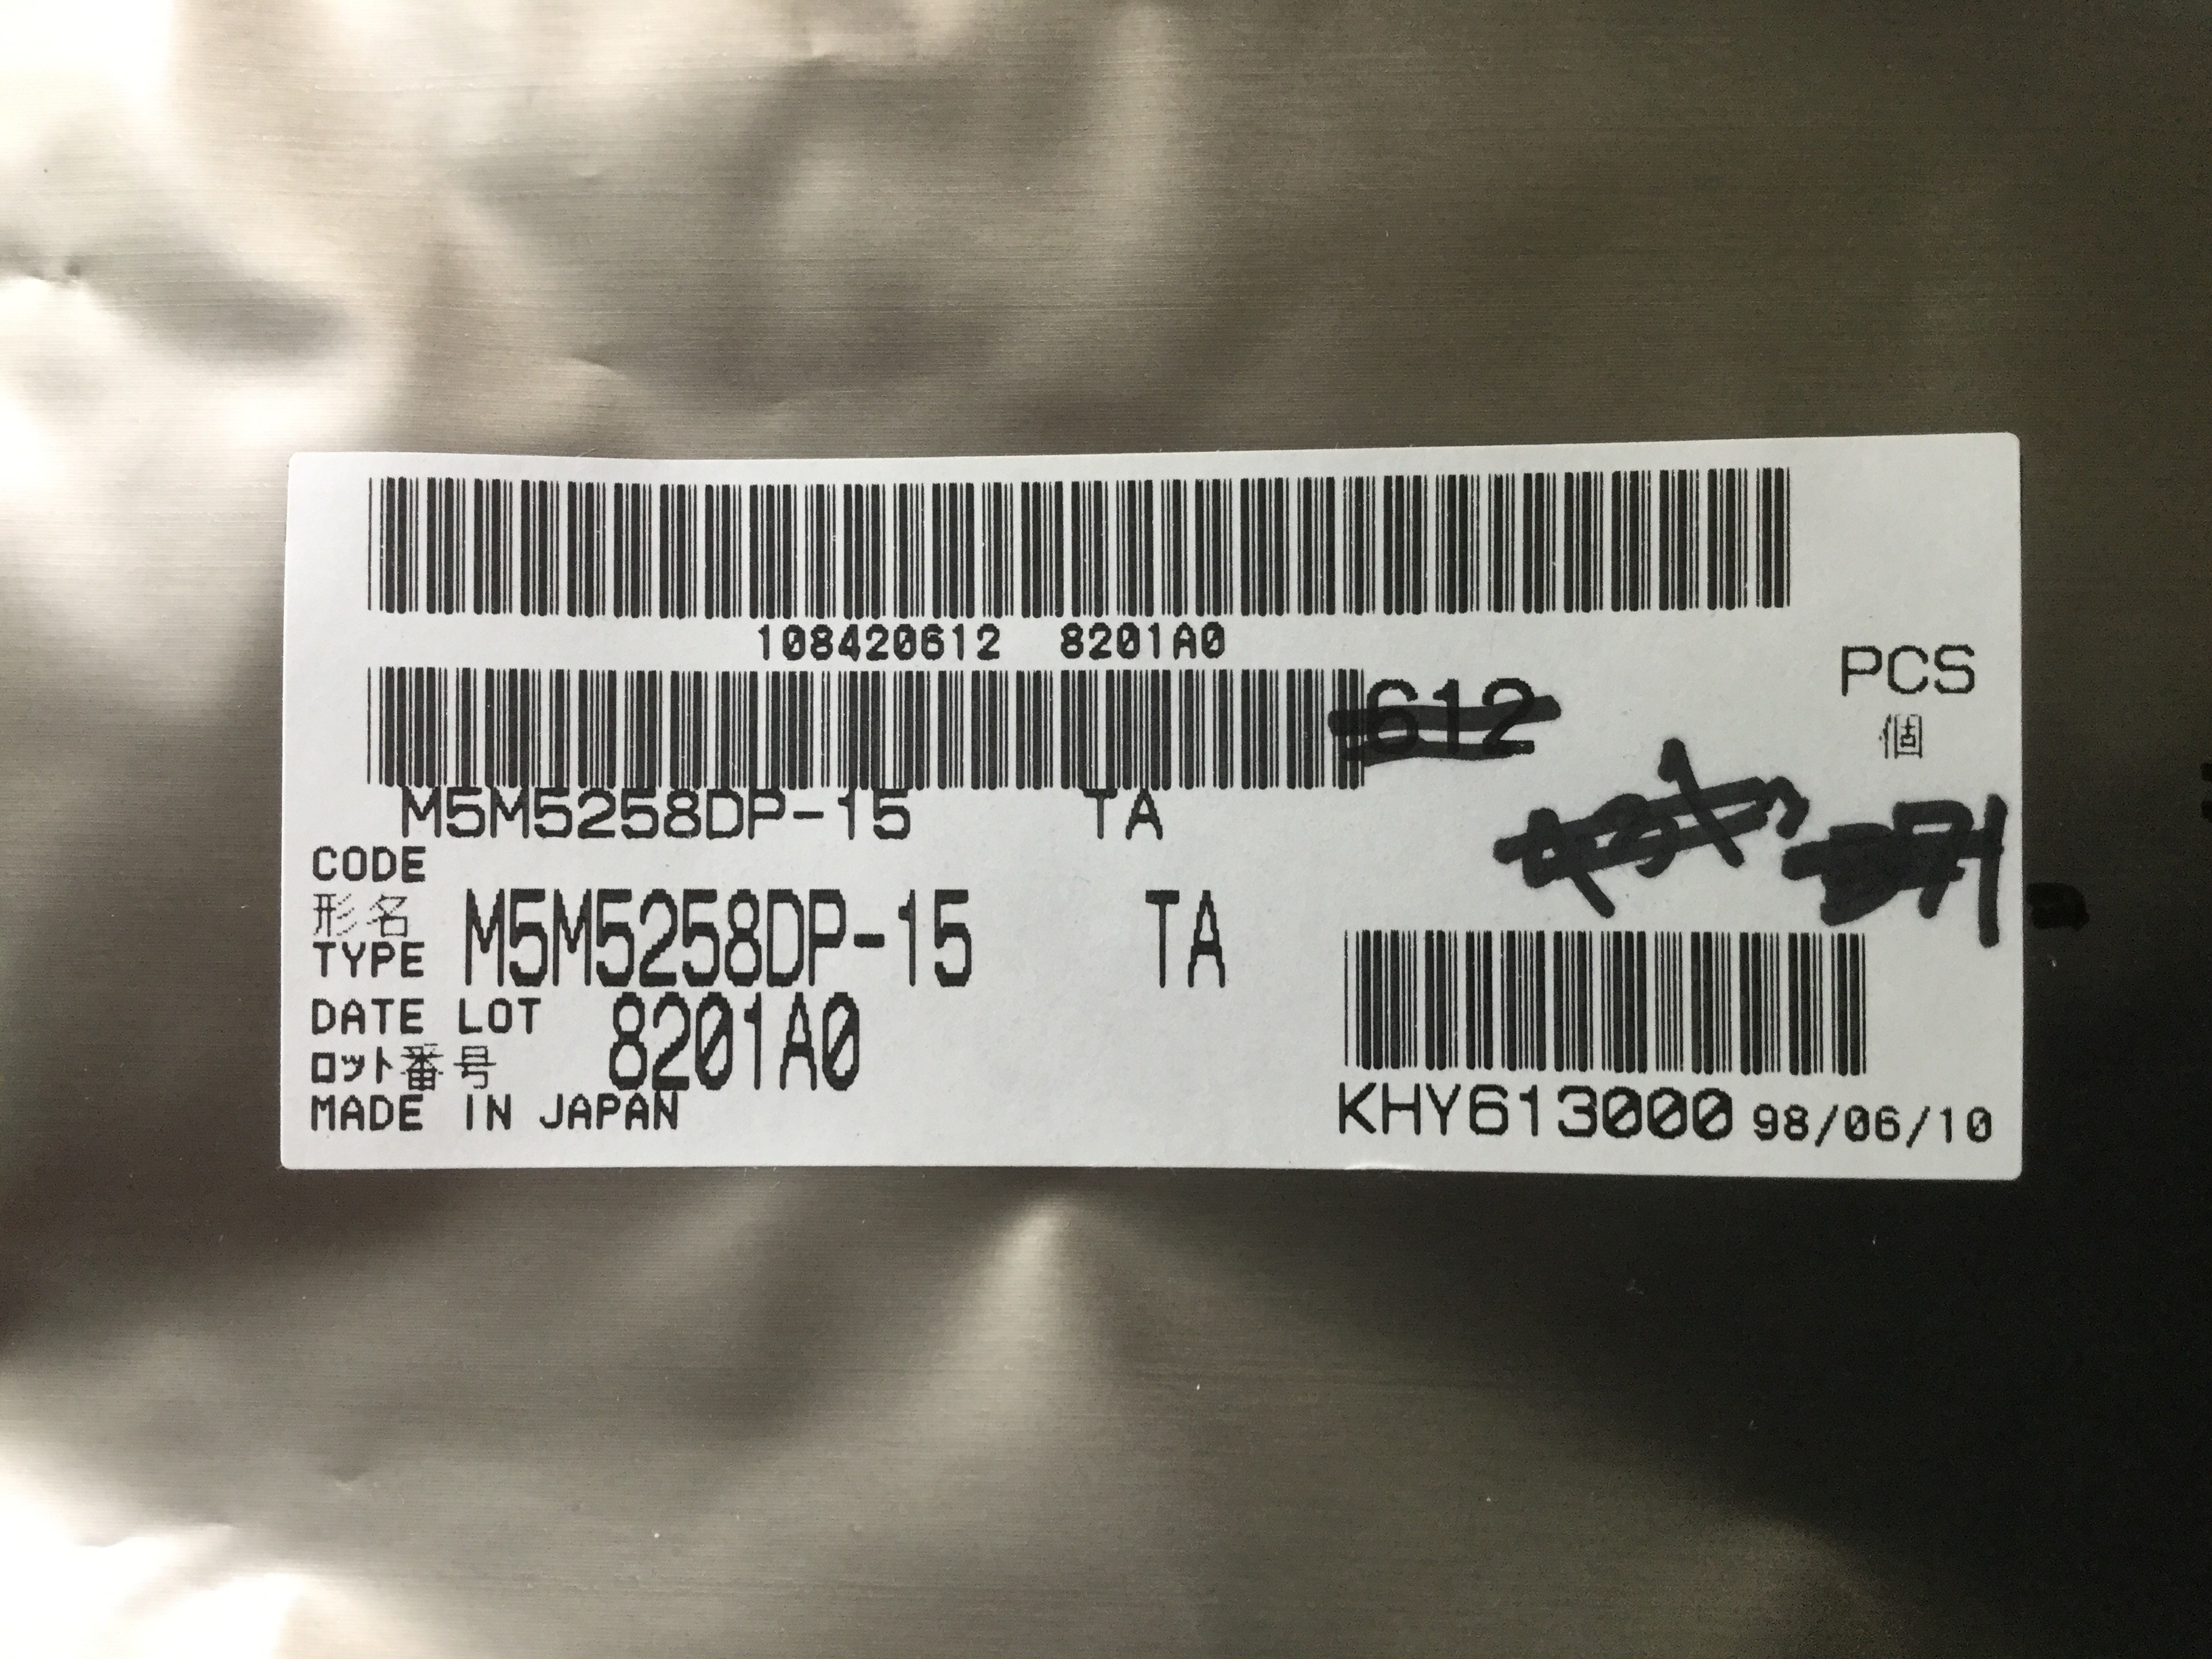 108420612 8201A0
612
PCS
個
M5M5258DP-15 TA
CODE
形名
TYPE M5M5258DP-15 TA
DATE LOT 8201A0
ロット番号
MADE IN JAPAN
KHY613000 98/06/10